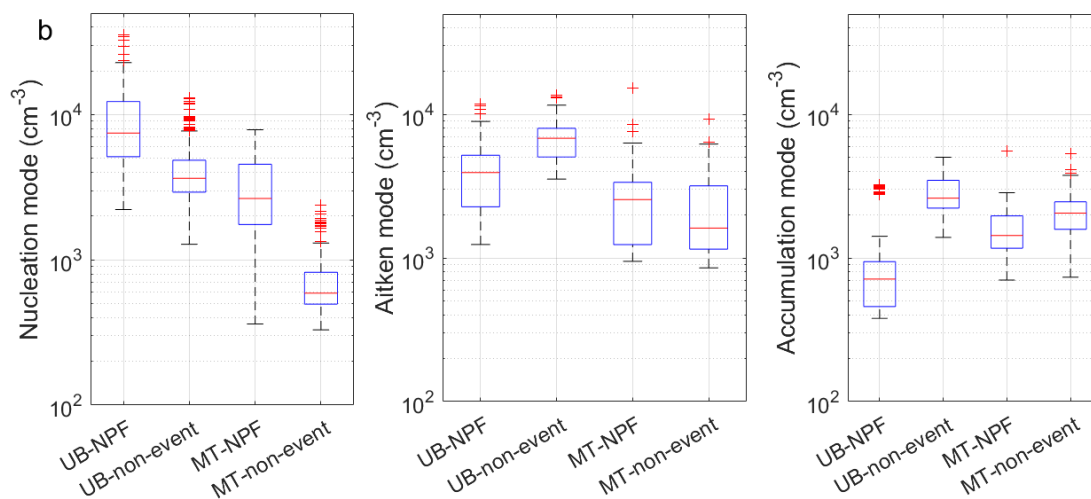 b
Nucleation mode (cm⁻³)
10⁴
10³
10²
UB-NPF
UB-non-event
MT-NPF
MT-non-event
Aitken mode (cm⁻³)
10⁴
10³
10²
UB-NPF
UB-non-event
MT-NPF
MT-non-event
Accumulation mode (cm⁻³)
10⁴
10³
10²
UB-NPF
UB-non-event
MT-NPF
MT-non-event